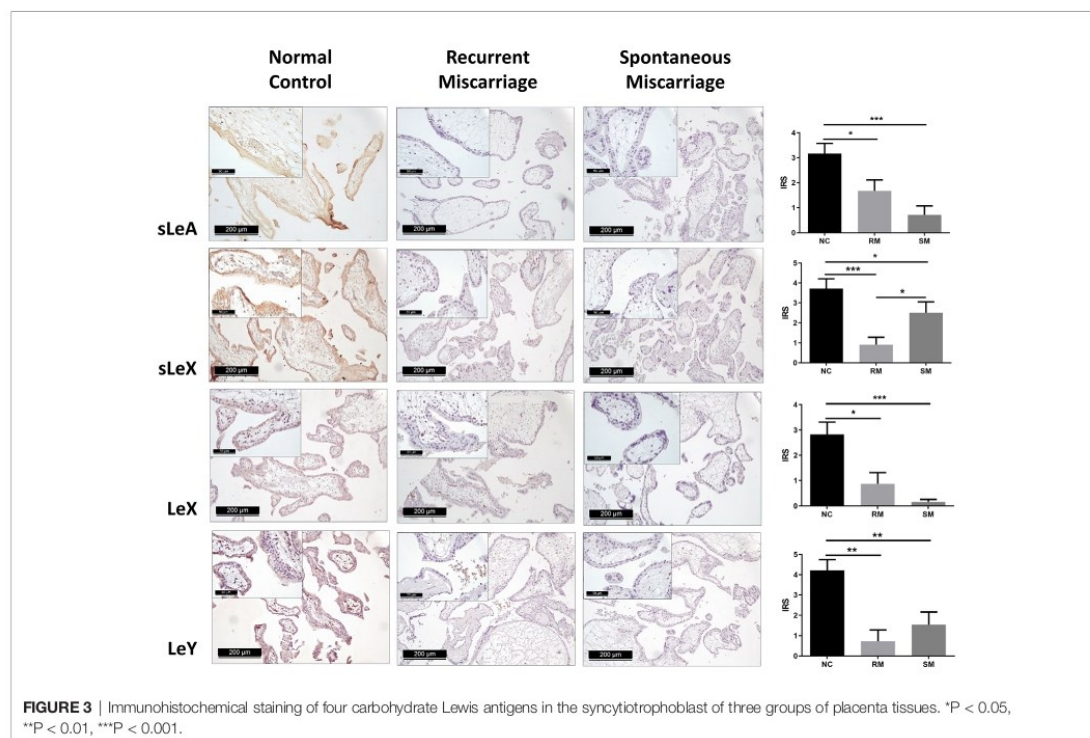 Normal Control
Recurrent Miscarriage
Spontaneous Miscarriage
sLeA
200 µm
200 µm
200 µm
IRS
4
3
2
1
0
NC RM SM
* ***
sLeX
200 µm
200 µm
200 µm
IRS
5
4
3
2
1
0
NC RM SM
*** * *
LeX
200 µm
200 µm
200 µm
IRS
4
3
2
1
0
NC RM SM
* ***
LeY
200 µm
200 µm
200 µm
IRS
5
4
3
2
1
0
NC RM SM
** **
FIGURE 3 | Immunohistochemical staining of four carbohydrate Lewis antigens in the syncytiotrophoblast of three groups of placenta tissues. *P < 0.05,
**P < 0.01, ***P < 0.001.